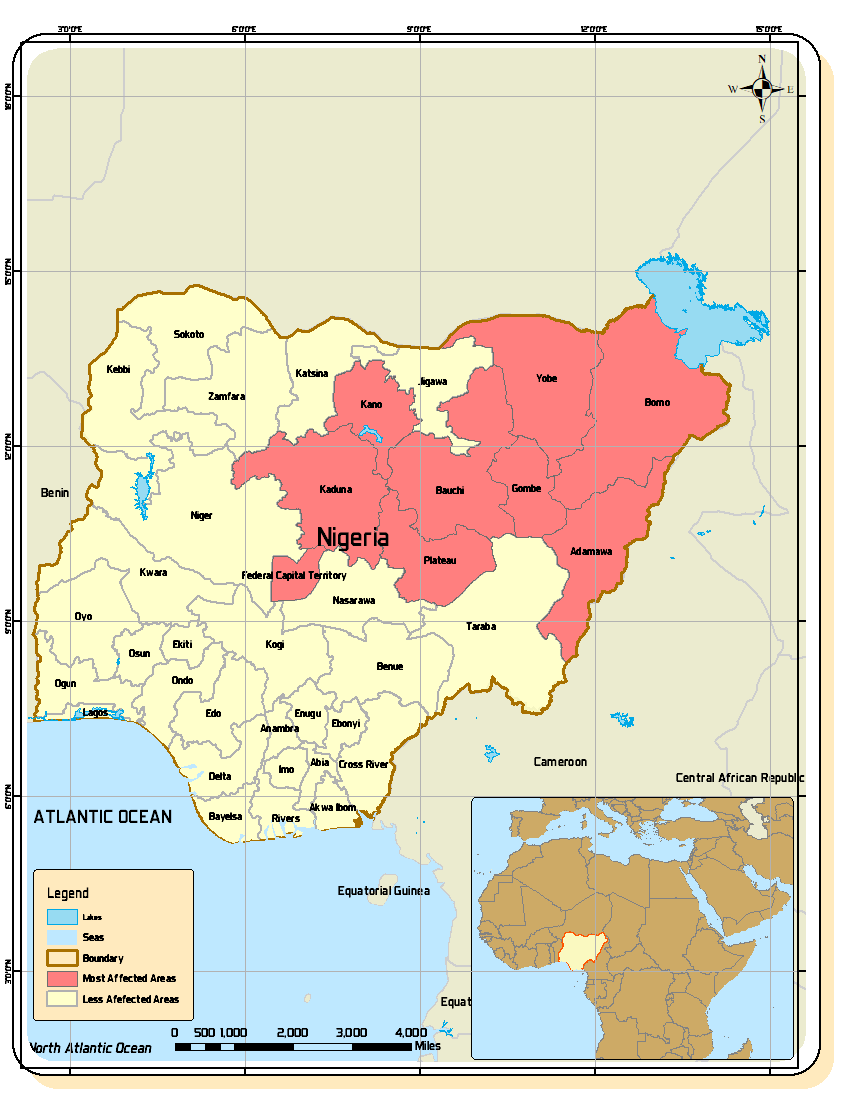 3°0'0"E 6°0'0"E 9°0'0"E 12°0'0"E 15°0'0"E
N
W E
S
15°0'0"N
12°0'0"N
9°0'0"N
6°0'0"N
3°0'0"N
Sokoto
Kebbi
Zamfara
Katsina
Jigawa
Kano
Yobe
Borno
Benin
Niger
Kaduna
Bauchi
Gombe
Nigeria
Adamawa
Plateau
Kwara
Federal Capital Territory
Nasarawa
Oyo
Taraba
Osun
Ekiti
Kogi
Benue
Ogun
Ondo
Lagos
Edo
Enugu
Anambra
Ebonyi
Delta
Imo
Abia
Cross River
Cameroon
Central African Republic
Bayelsa
Rivers
Akwa Ibom
ATLANTIC OCEAN
Equatorial Guinea
Legend
Lakes
Seas
Boundary
Most Affected Areas
Less Afefected Areas
Equat
0 500 1,000 2,000 3,000 4,000
Miles
North Atlantic Ocean